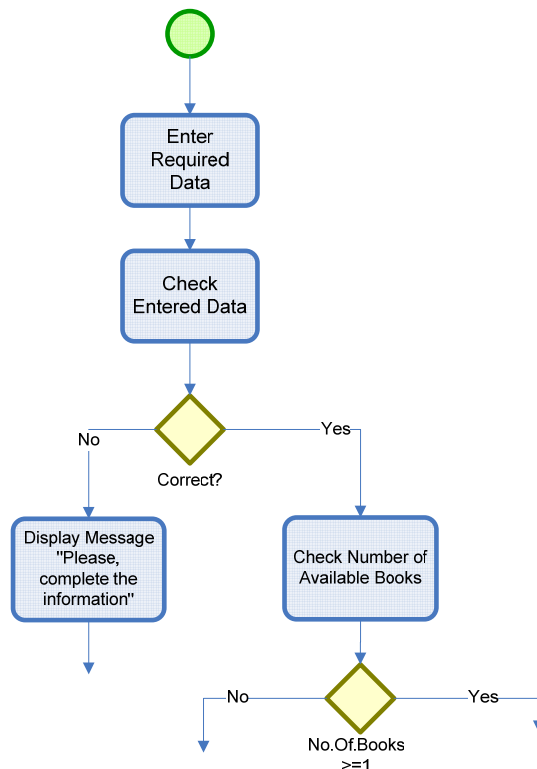 Enter
Required
Data
Check
Entered Data
No
Yes
Correct?
Display Message
"Please,
complete the
information"
Check Number of
Available Books
No
Yes
No.Of.Books
>=1